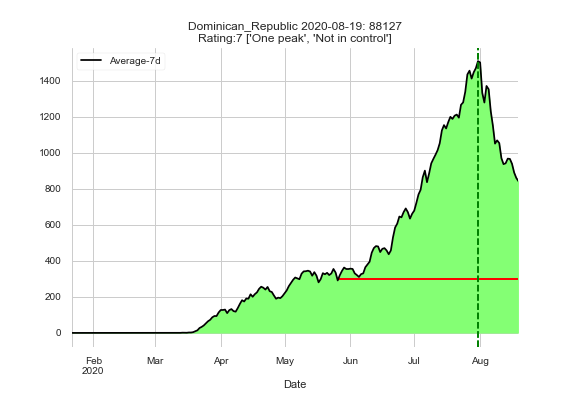 Dominican_Republic 2020-08-19: 88127
Rating:7 ['One peak', 'Not in control']
Average-7d
1400
1200
1000
800
600
400
200
0
Feb Mar Apr May Jun Jul Aug
2020
Date